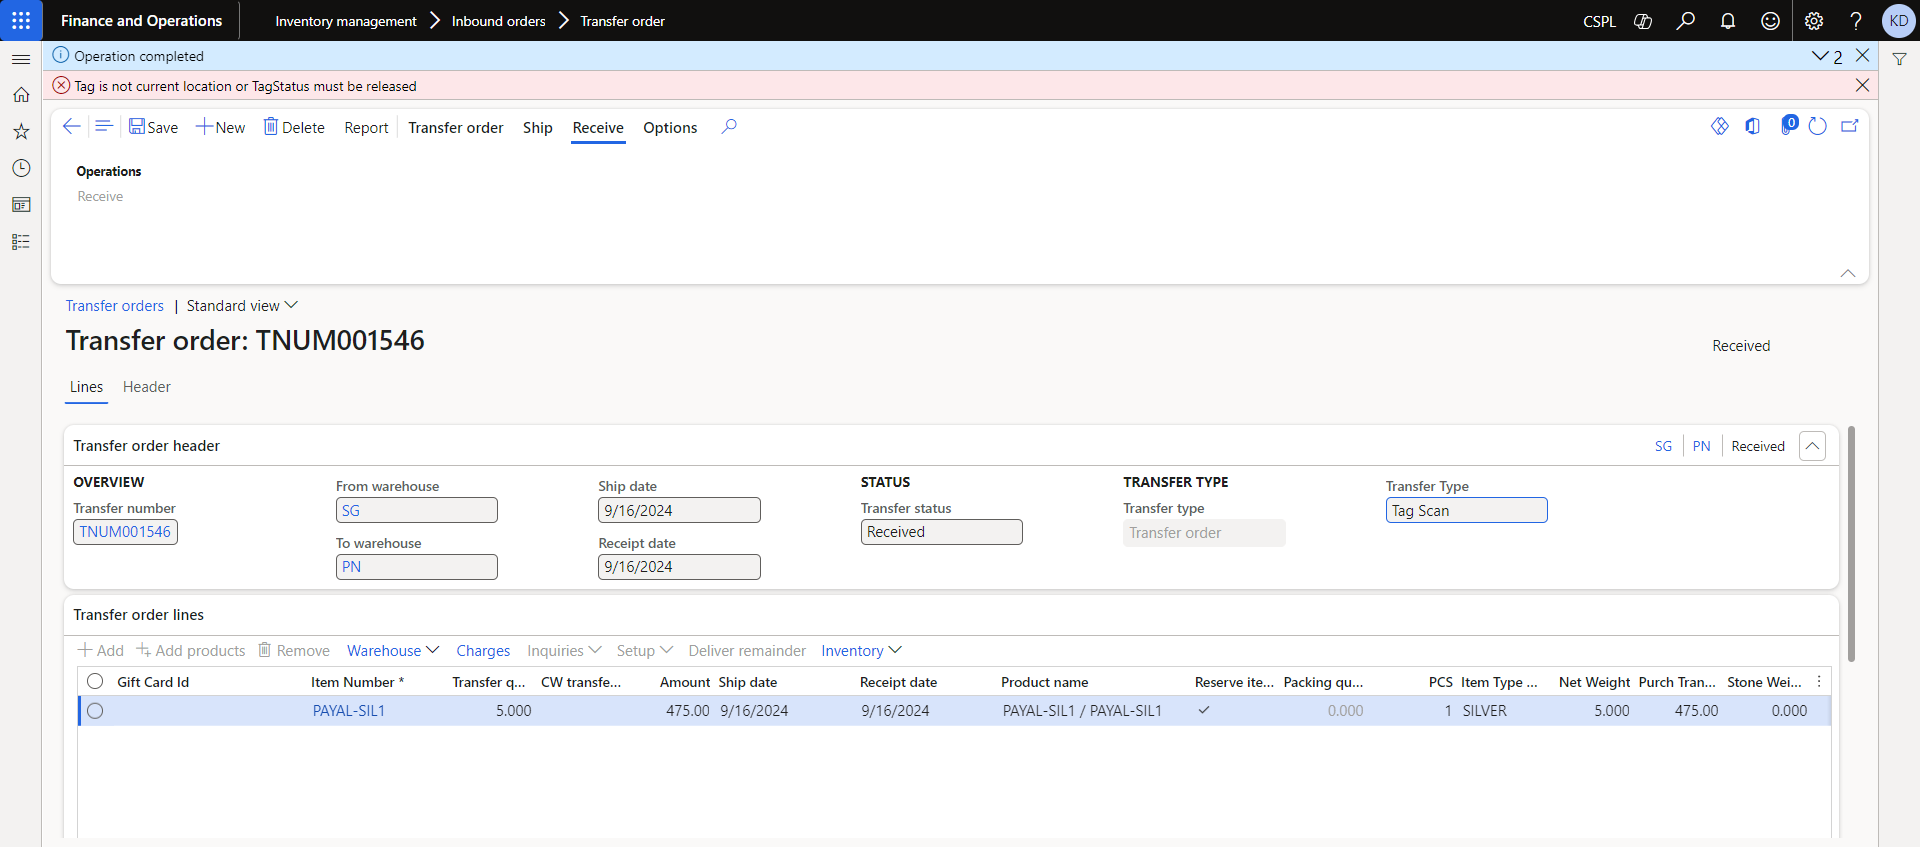 Finance and Operations
Inventory management > Inbound orders > Transfer order
CSPL
KD
Operation completed
2
Tag is not current location or TagStatus must be released
Save
New
Delete
Report
Transfer order
Ship
Receive
Options
0
Operations
Receive
Transfer orders | Standard view
Transfer order: TNUM001546
Received
Lines
Header
Transfer order header
SG | PN | Received
OVERVIEW
Transfer number
TNUM001546
From warehouse
SG
To warehouse
PN
Ship date
9/16/2024
Receipt date
9/16/2024
STATUS
Transfer status
Received
TRANSFER TYPE
Transfer type
Transfer order
Transfer Type
Tag Scan
Transfer order lines
Add
Add products
Remove
Warehouse
Charges
Inquiries
Setup
Deliver remainder
Inventory
Gift Card Id Item Number * Transfer q... CW transfe... Amount Ship date Receipt date Product name Reserve ite... Packing qu... PCS Item Type ... Net Weight Purch Tran... Stone Wei...
PAYAL-SIL1 5.000 475.00 9/16/2024 9/16/2024 PAYAL-SIL1 / PAYAL-SIL1 0.000 1 SILVER 5.000 475.00 0.000